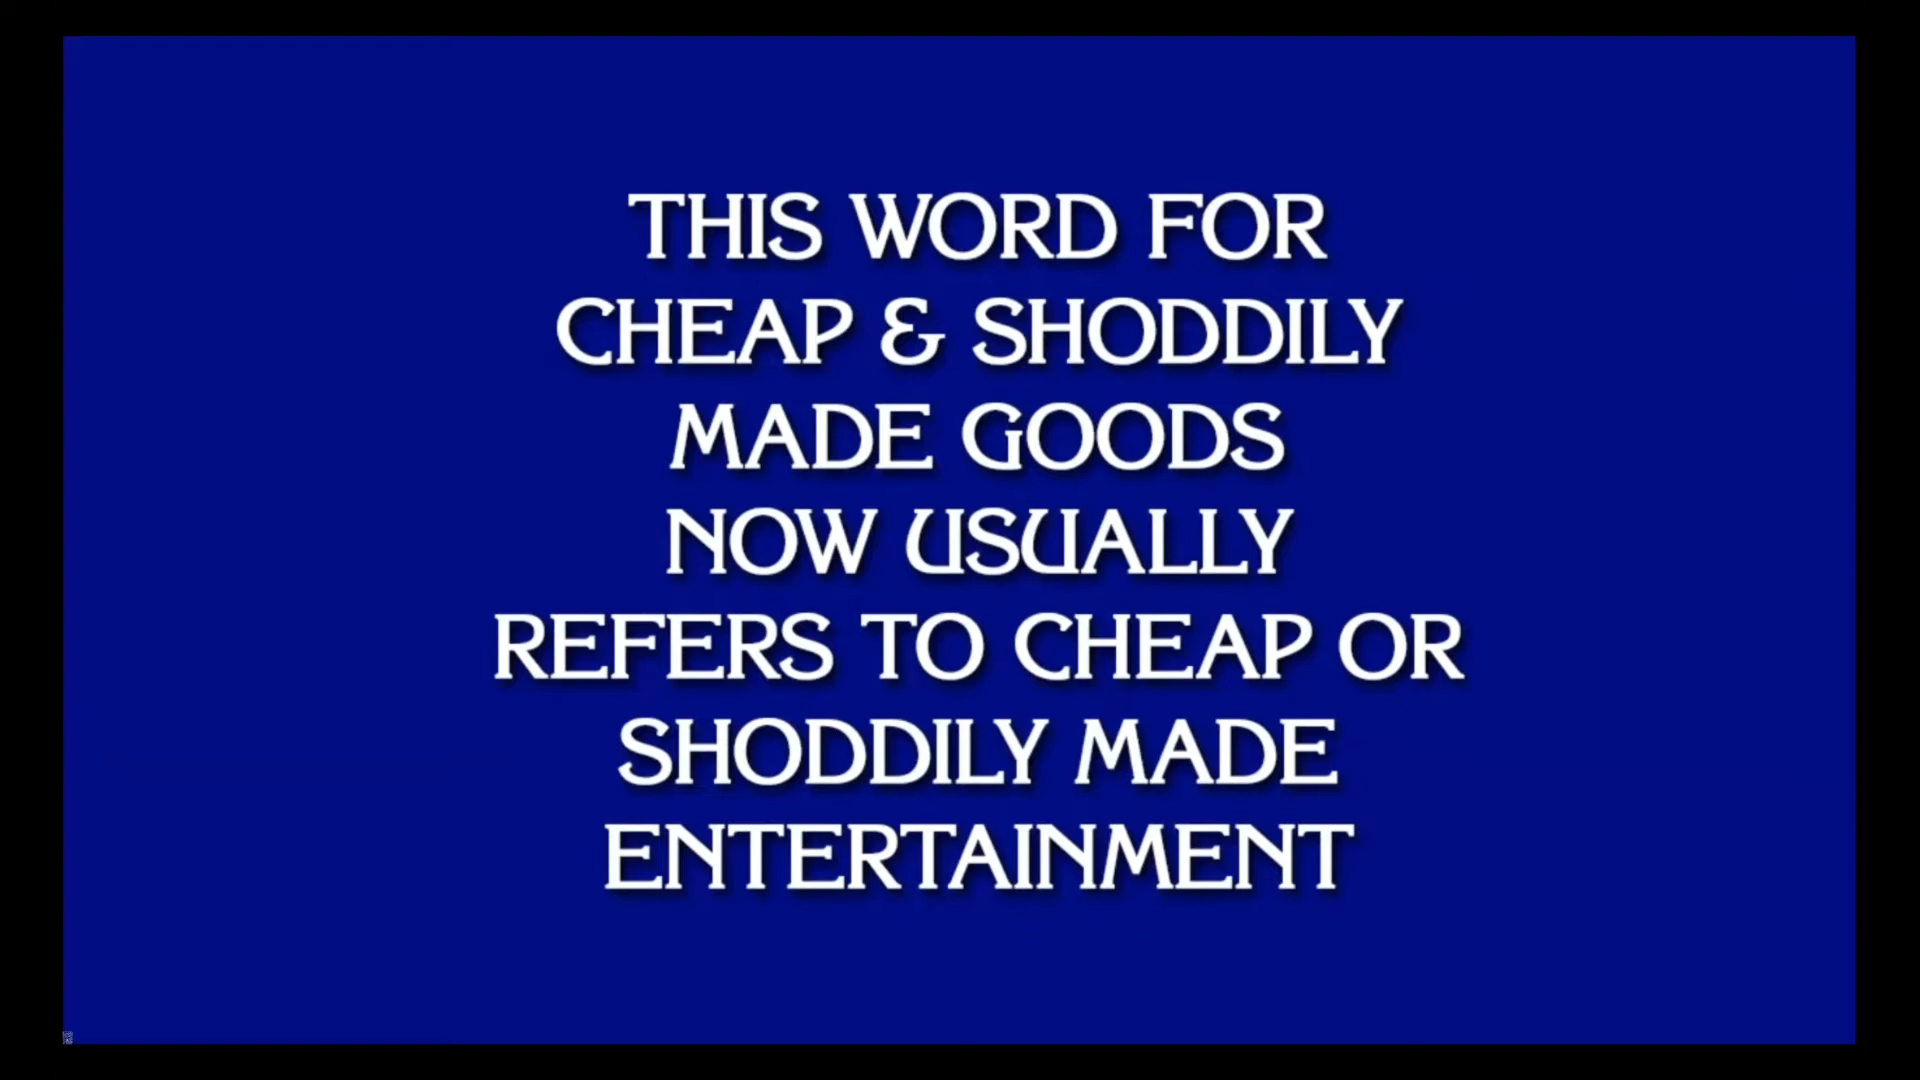 THIS WORD FOR
CHEAP & SHODDILY
MADE GOODS
NOW USUALLY
REFERS TO CHEAP OR
SHODDILY MADE
ENTERTAINMENT